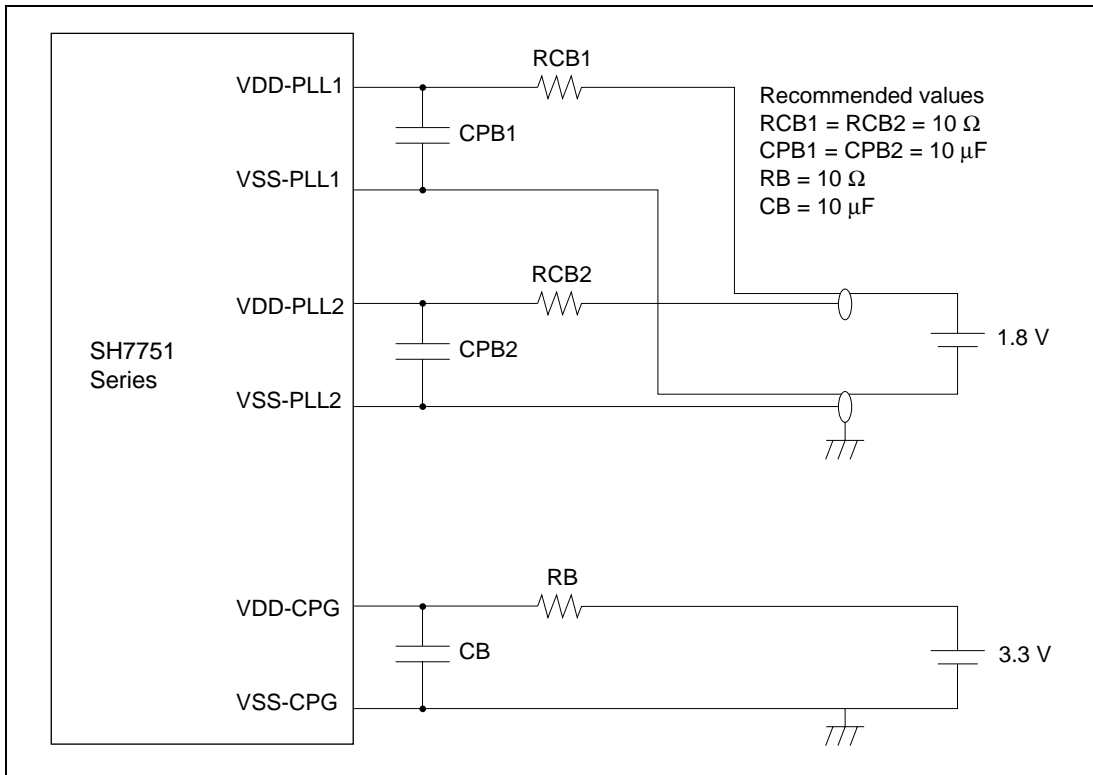 RCB1
VDD-PLL1
CPB1
VSS-PLL1
Recommended values
RCB1 = RCB2 = 10 Ω
CPB1 = CPB2 = 10 μF
RB = 10 Ω
CB = 10 μF
RCB2
VDD-PLL2
CPB2
VSS-PLL2
SH7751
Series
1.8 V
RB
VDD-CPG
CB
VSS-CPG
3.3 V